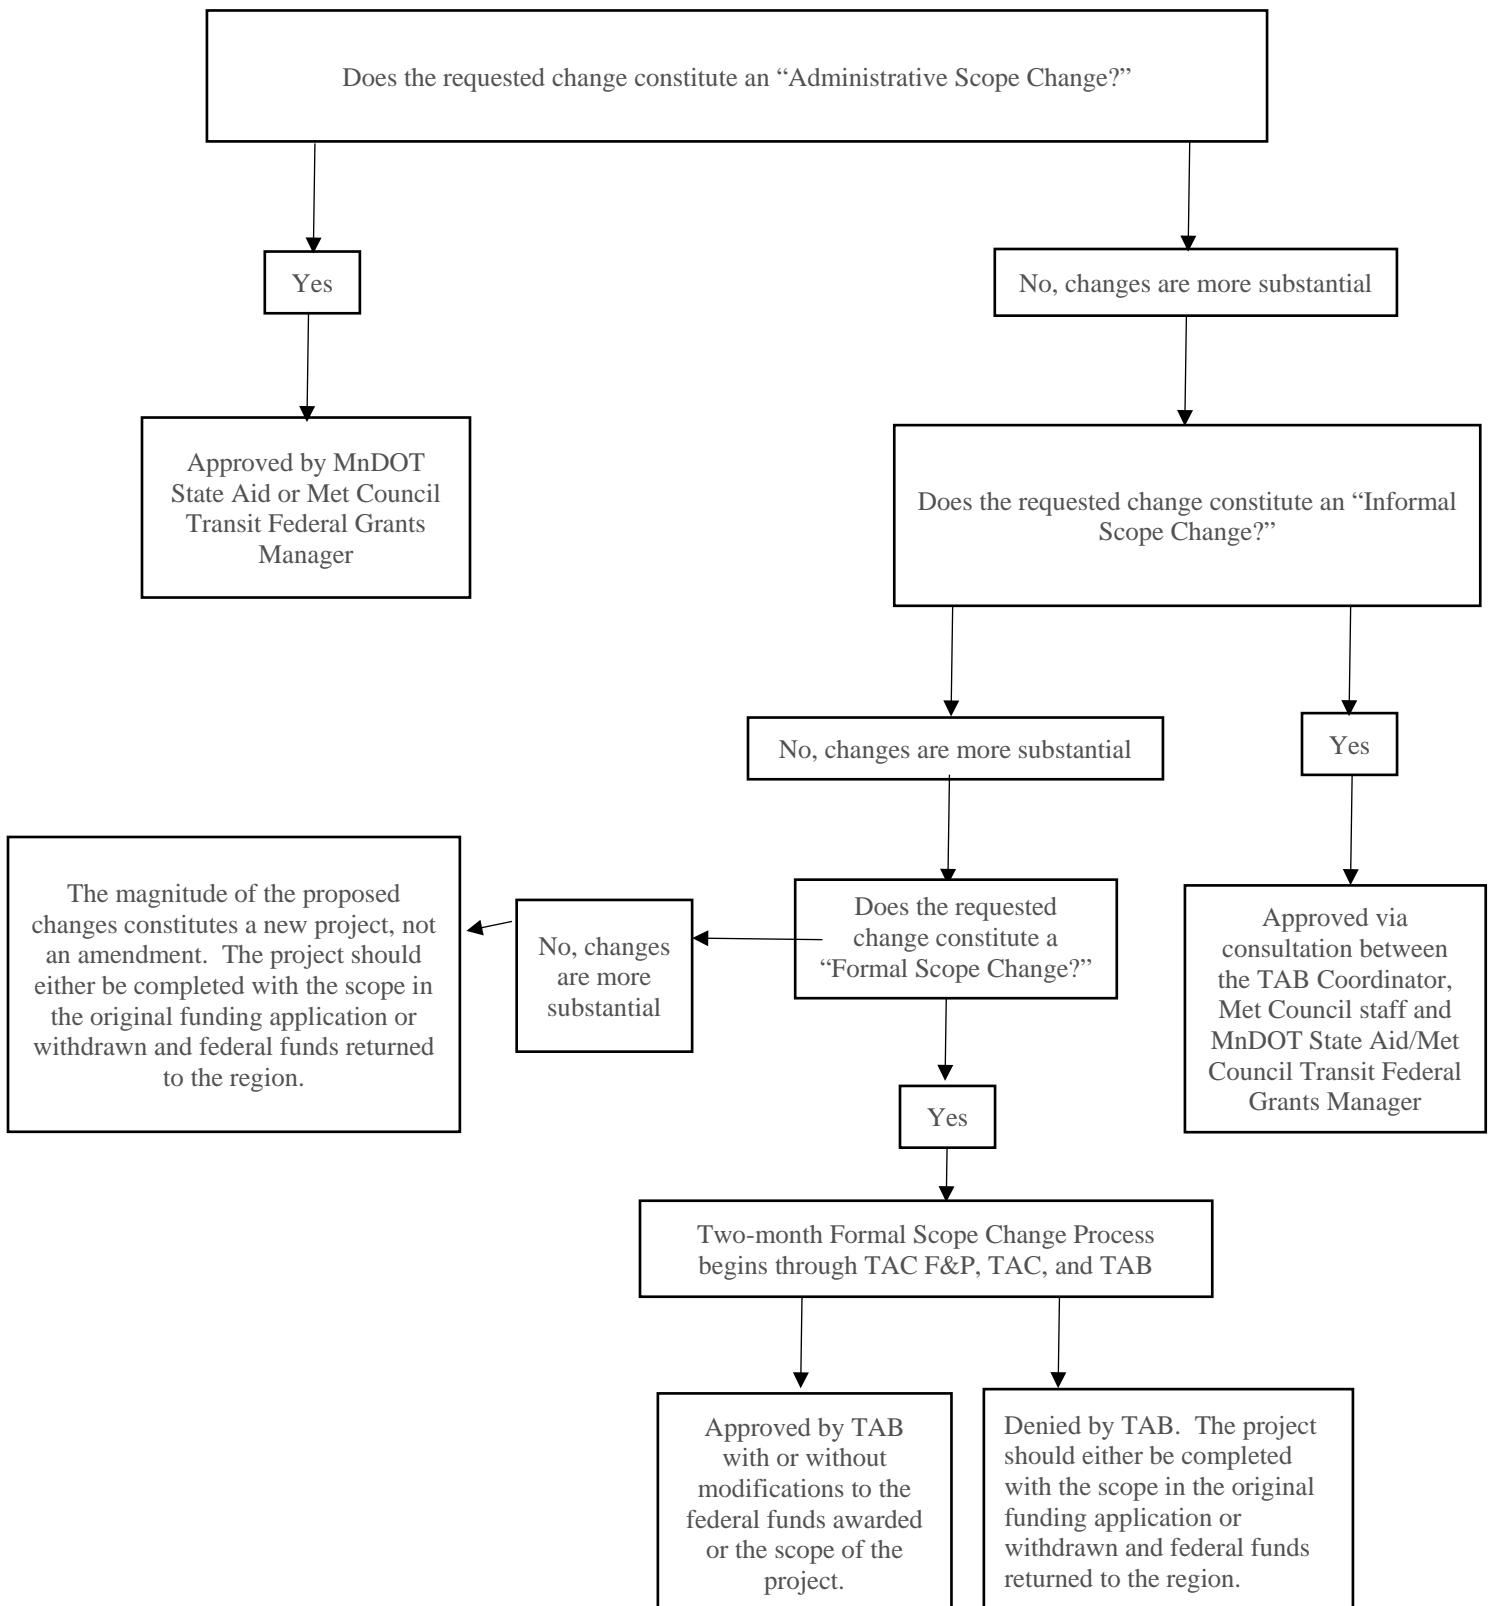 Does the requested change constitute an “Administrative Scope Change?”
Yes
No, changes are more substantial
Approved by MnDOT
State Aid or Met Council
Transit Federal Grants
Manager
Does the requested change constitute an “Informal
Scope Change?”
No, changes are more substantial
Yes
The magnitude of the proposed
changes constitutes a new project, not
an amendment.  The project should
either be completed with the scope in
the original funding application or
withdrawn and federal funds returned
to the region.
No, changes
are more
substantial
Does the requested
change constitute a
“Formal Scope Change?”
Approved via
consultation between
the TAB Coordinator,
Met Council staff and
MnDOT State Aid/Met
Council Transit Federal
Grants Manager
Yes
Two-month Formal Scope Change Process
begins through TAC F&P, TAC, and TAB
Approved by TAB
with or without
modifications to the
federal funds awarded
or the scope of the
project.
Denied by TAB.  The project
should either be completed
with the scope in the original
funding application or
withdrawn and federal funds
returned to the region.